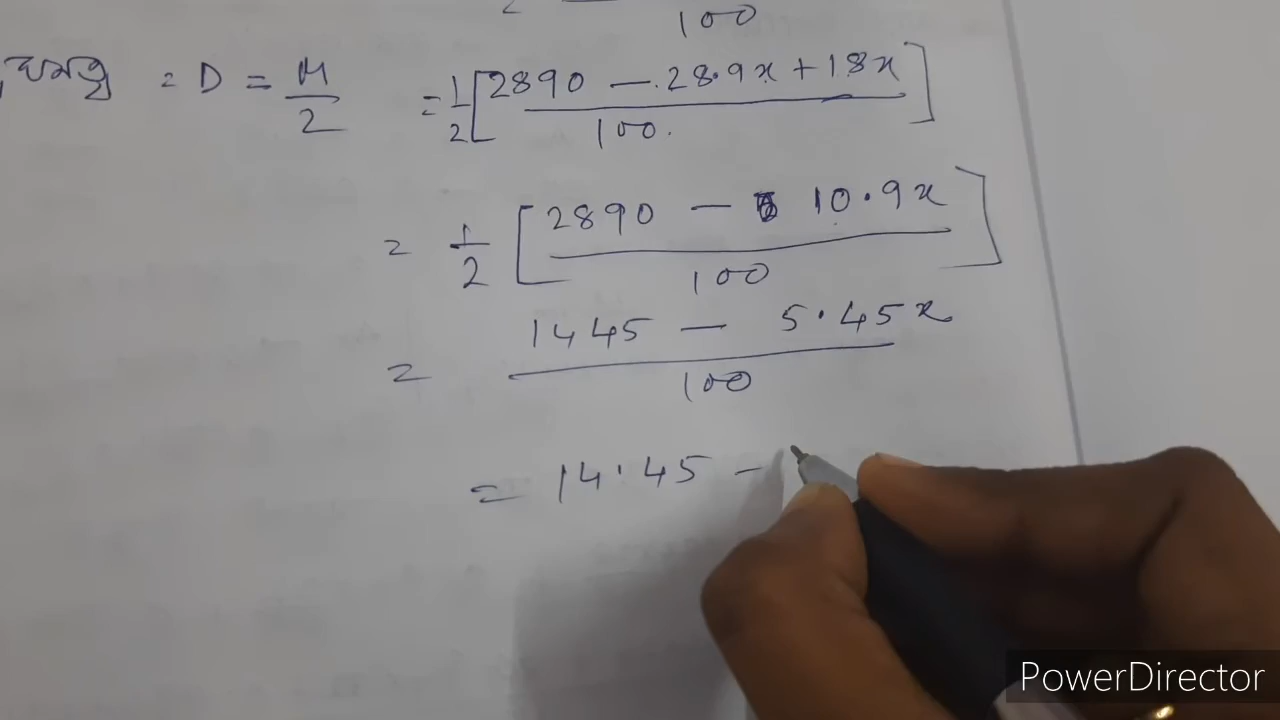 = 100
ঘনত্ব = D = M/2 = 1/2 [2890 - 28.9x + 18x / 100]
= 1/2 [2890 - 10.9x / 100]
= 1445 - 5.45x / 100
= 14.45 -
PowerDirector